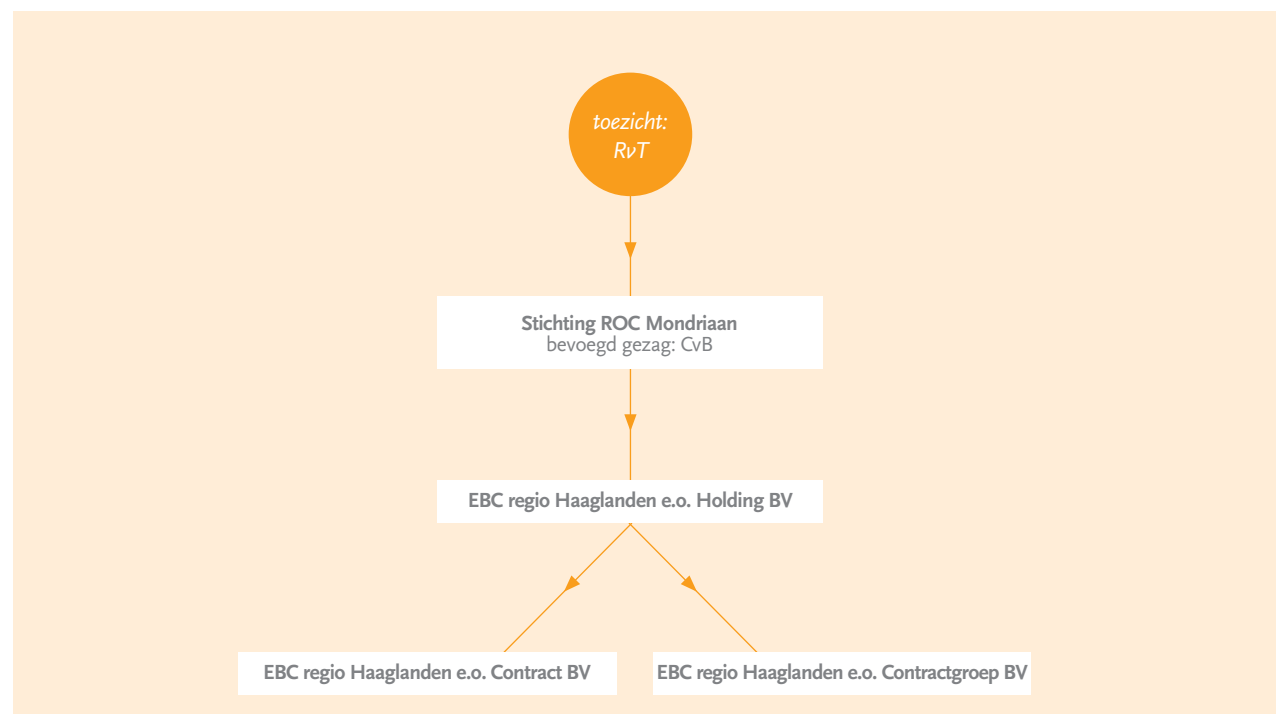 toezicht:
RvT
Stichting ROC Mondriaan
bevoegd gezag: CvB
EBC regio Haaglanden e.o. Holding BV
EBC regio Haaglanden e.o. Contract BV
EBC regio Haaglanden e.o. Contractgroep BV